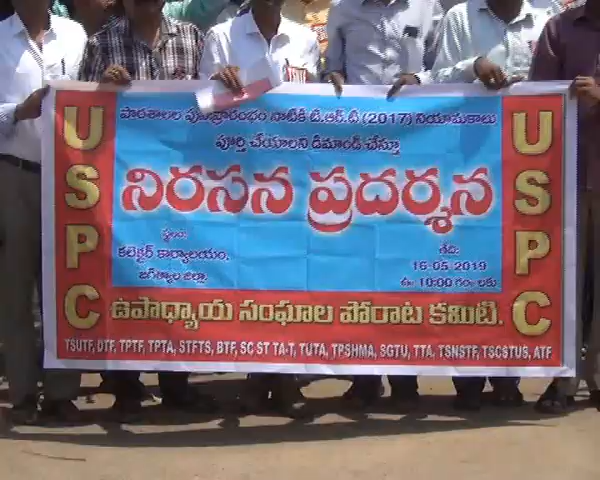 పాఠశాలల పునఃప్రారంభం నాటికి టి.ఆర్.టి (2017) నియామకాలు
పూర్తి చేయాలని డిమాండ్ చేస్తూ
నిరసన ప్రదర్శన
స్థలం:
కలెక్టర్ కార్యాలయం,
జగిత్యాల జిల్లా.
తేది:
16-05-2019
ఉ॥ 10:00 గం॥లకు
USPC
USPC
ఉపాధ్యాయ సంఘాల పోరాట కమిటి.
TSUTF, DTF, TPTF, TPTA, STFTS, BTF, SC ST TA-T, TUTA, TPSHMA, SGTU, TTA, TSNSTF, TSCSTUS, ATF